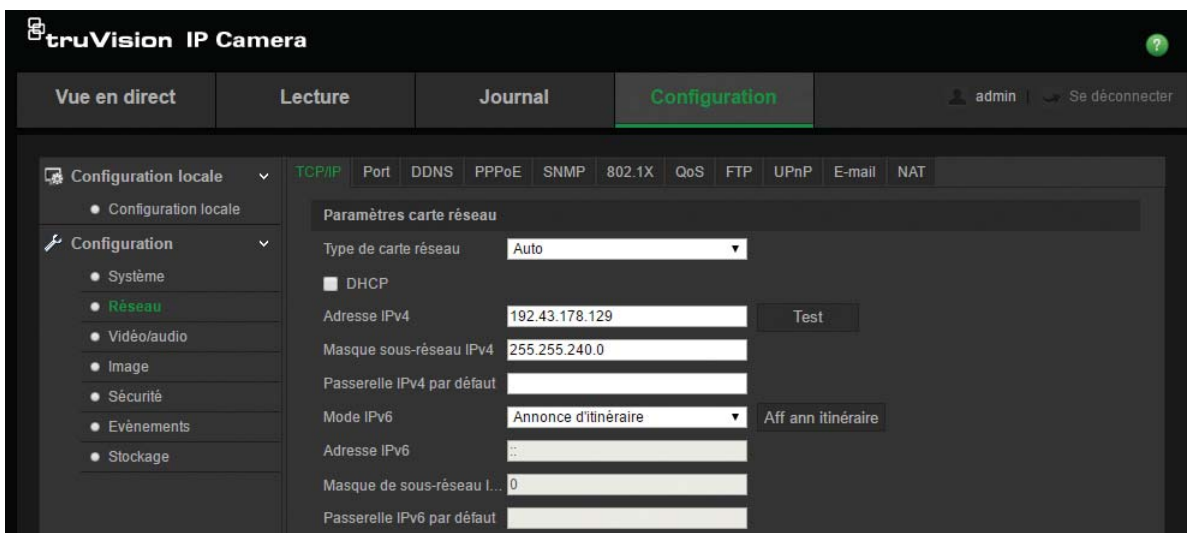 truVision IP Camera
?
Vue en direct Lecture Journal Configuration admin | Se déconnecter
Configuration locale
Configuration locale
Configuration
Système
Réseau
Vidéo/audio
Image
Sécurité
Evènements
Stockage
TCP/IP Port DDNS PPPoE SNMP 802.1X QoS FTP UPnP E-mail NAT
Paramètres carte réseau
Type de carte réseau Auto
DHCP
Adresse IPv4 192.43.178.129 Test
Masque sous-réseau IPv4 255.255.240.0
Passerelle IPv4 par défaut
Mode IPv6 Annonce d'itinéraire Aff ann itinéraire
Adresse IPv6 ::
Masque de sous-réseau I... 0
Passerelle IPv6 par défaut